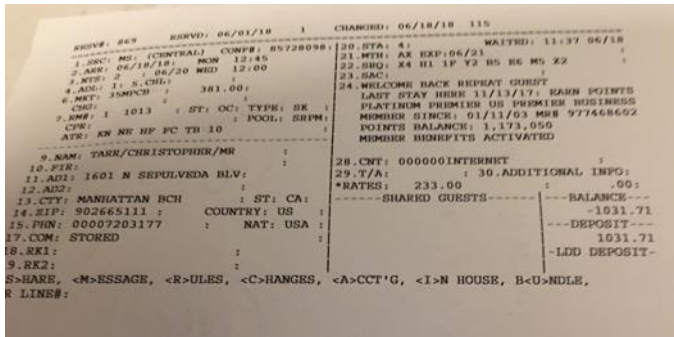 RESV#: 869 RSRVD: 06/01/18 1 CHANGED: 06/18/18 115
1.SRC: MS: (CENTRAL) CONF#: 85728098:
2.ARR: 06/18/18: MON 12:45
3.NTS: 2 : 06/20 WED 12:00
4.ADL: 1: 5.CHL:
6.MKT: 35MPCB : 381.00:
CHG:
7.RM#: 1 1013 : ST: OC: TYPE: SK :
CPR: : POOL: SRPM:
ATR: KN NE HF FC TB 10 :
9.NAM: TARR/CHRISTOPHER/MR :
10.FIR: :
11.AD1: 1601 N SEPULVEDA BLV:
12.AD2: :
13.CTY: MANHATTAN BCH : ST: CA:
14.ZIP: 902665111 : COUNTRY: US :
15.PHN: 00007203177 : NAT: USA :
17.COM: STORED :
18.RK1: :
9.RK2: :
20.STA: 4: WAITED: 11:37 06/18
21.MTH: AX EXP:06/21 :
22.SRQ: X4 H1 1F Y2 B5 E6 M5 Z2 :
23.SAC: :
24.WELCOME BACK REPEAT GUEST
LAST STAY HERE 11/13/17: EARN POINTS
PLATINUM PREMIER US PREMIER BUSINESS
MEMBER SINCE: 01/11/03 MR# 977468602
POINTS BALANCE: 1,173,050
MEMBER BENEFITS ACTIVATED
28.CNT: 000000INTERNET :
29.T/A: : 30.ADDITIONAL INFO:
*RATES: 233.00 : .00:
------SHARED GUESTS------
---BALANCE---
-1031.71
---DEPOSIT---
1031.71
-LDD DEPOSIT-
S>HARE, <M>ESSAGE, <R>ULES, <C>HANGES, <A>CCT'G, <I>N HOUSE, B<U>NDLE,
R LINE#: